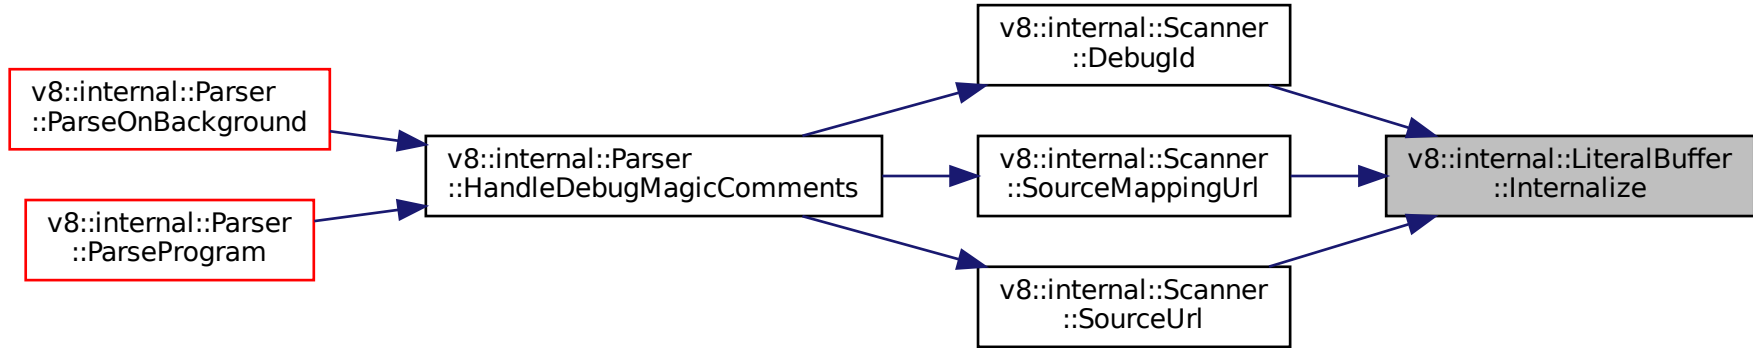 v8::internal::Parser
::ParseOnBackground
v8::internal::Parser
::ParseProgram
v8::internal::Parser
::HandleDebugMagicComments
v8::internal::Scanner
::DebugId
v8::internal::Scanner
::SourceMappingUrl
v8::internal::Scanner
::SourceUrl
v8::internal::LiteralBuffer
::Internalize